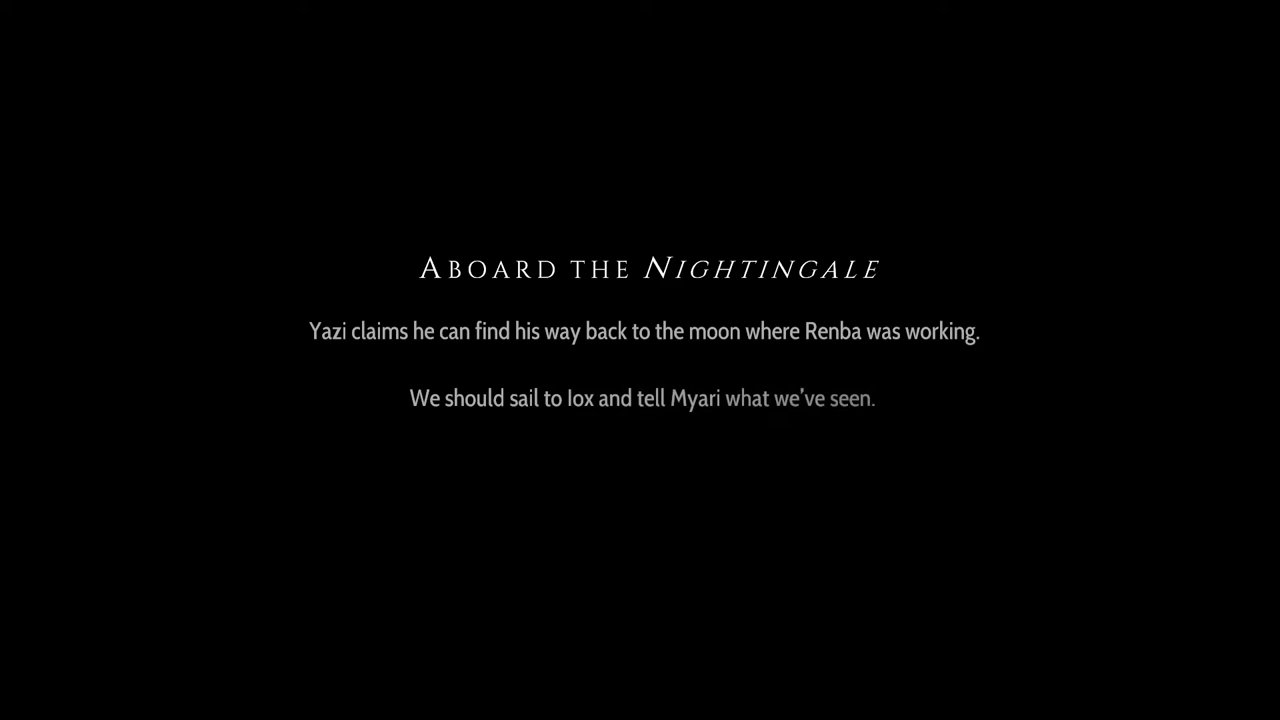 Aboard the Nightingale
Yazi claims he can find his way back to the moon where Renba was working.
We should sail to Iox and tell Myari what we've seen.